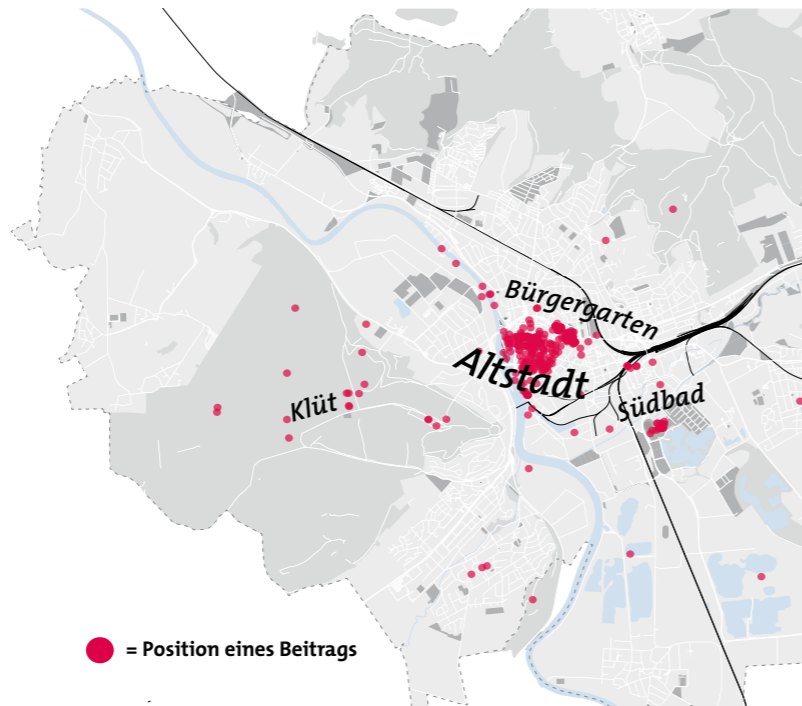 Bürgergarten
Altstadt
Klüt
Südbad
= Position eines Beitrags